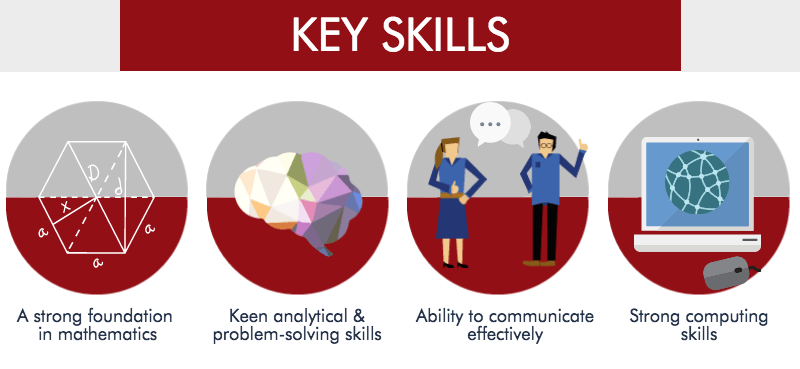 KEY SKILLS
D
d
x
a
a
a
A strong foundation
in mathematics
Keen analytical &
problem-solving skills
Ability to communicate
effectively
Strong computing
skills